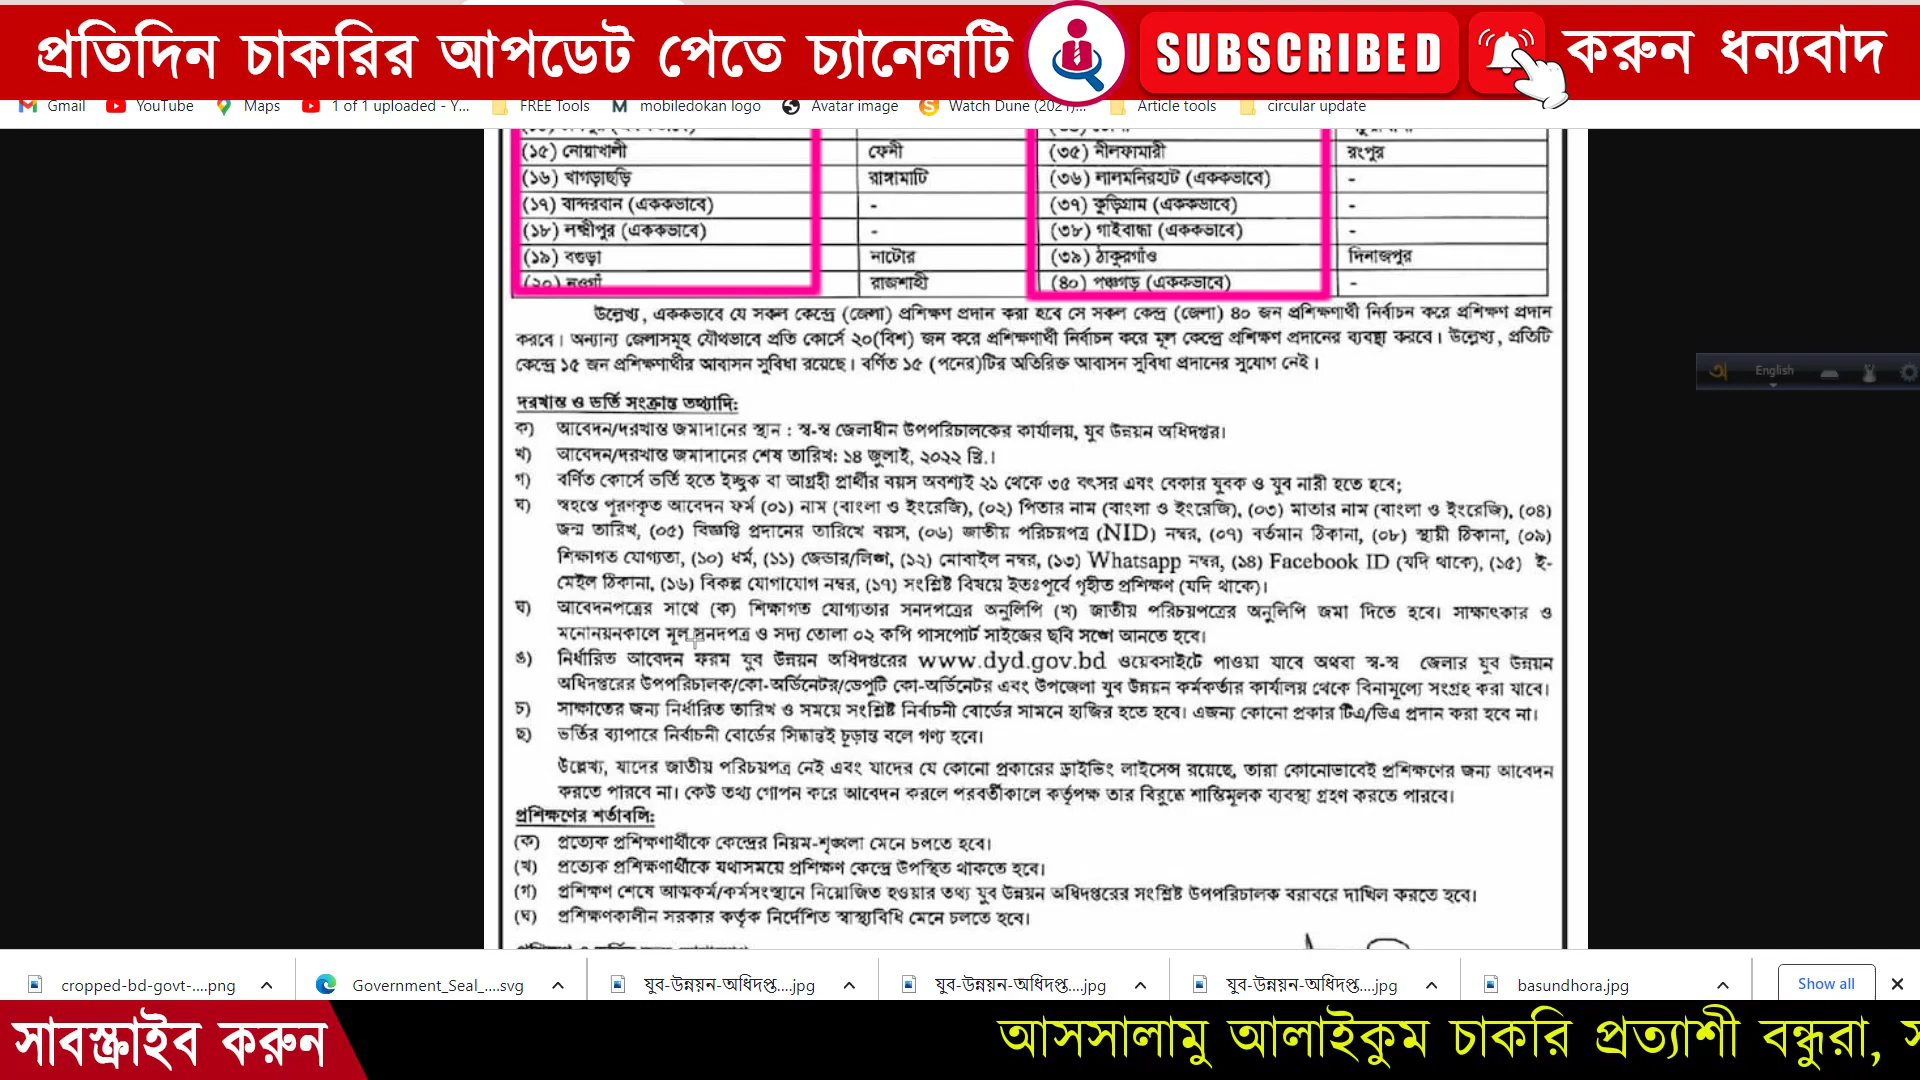 প্রতিদিন চাকরির আপডেট পেতে চ্যানেলটি SUBSCRIBED করুন ধন্যবাদ
Gmail YouTube Maps 1 of 1 uploaded - Y... FREE Tools mobiledokan logo Avatar image Watch Dune (2021)... Article tools circular update
(১৫) নোয়াখালী ফেনী (৩৫) নীলফামারী রংপুর
(১৬) খাগড়াছড়ি রাঙ্গামাটি (৩৬) লালমনিরহাট (এককভাবে) -
(১৭) বান্দরবান (এককভাবে) - (৩৭) কুড়িগ্রাম (এককভাবে) -
(১৮) লক্ষ্মীপুর (এককভাবে) - (৩৮) গাইবান্ধা (এককভাবে) -
(১৯) বগুড়া নাটোর (৩৯) ঠাকুরগাঁও দিনাজপুর
(২০) নওগাঁ রাজশাহী (৪০) পঞ্চগড় (এককভাবে) -
উল্লেখ্য, এককভাবে যে সকল কেন্দ্রে (জেলা) প্রশিক্ষণ প্রদান করা হবে সে সকল কেন্দ্র (জেলা) ৪০ জন প্রশিক্ষণার্থী নির্বাচন করে প্রশিক্ষণ প্রদান
করবে। অন্যান্য জেলাসমূহ যৌথভাবে প্রতি কোর্সে ২০(বিশ) জন করে প্রশিক্ষণার্থী নির্বাচন করে মূল কেন্দ্রে প্রশিক্ষণ প্রদানের ব্যবস্থা করবে। উল্লেখ্য, প্রতিটি
কেন্দ্রে ১৫ জন প্রশিক্ষণার্থীর আবাসন সুবিধা রয়েছে। বর্ণিত ১৫ (পনের)টির অতিরিক্ত আবাসন সুবিধা প্রদানের সুযোগ নেই।
English
দরখাস্ত ও ভর্তি সংক্রান্ত তথ্যাদি:
ক) আবেদন/দরখাস্ত জমাদানের স্থান : স্ব-স্ব জেলাধীন উপপরিচালকের কার্যালয়, যুব উন্নয়ন অধিদপ্তর।
খ) আবেদন/দরখাস্ত জমাদানের শেষ তারিখ: ১৪ জুলাই, ২০২২ খ্রি.।
গ) বর্ণিত কোর্সে ভর্তি হতে ইচ্ছুক বা আগ্রহী প্রার্থীর বয়স অবশ্যই ২১ থেকে ৩৫ বৎসর এবং বেকার যুবক ও যুব নারী হতে হবে;
ঘ) স্বহস্তে পূরণকৃত আবেদন ফর্ম (০১) নাম (বাংলা ও ইংরেজি), (০২) পিতার নাম (বাংলা ও ইংরেজি), (০৩) মাতার নাম (বাংলা ও ইংরেজি), (০৪)
জন্ম তারিখ, (০৫) বিজ্ঞপ্তি প্রদানের তারিখে বয়স, (০৬) জাতীয় পরিচয়পত্র (NID) নম্বর, (০৭) বর্তমান ঠিকানা, (০৮) স্থায়ী ঠিকানা, (০৯)
শিক্ষাগত যোগ্যতা, (১০) ধর্ম, (১১) জেন্ডার/লিঙ্গ, (১২) মোবাইল নম্বর, (১৩) Whatsapp নম্বর, (১৪) Facebook ID (যদি থাকে), (১৫) ই-
মেইল ঠিকানা, (১৬) বিকল্প যোগাযোগ নম্বর, (১৭) সংশ্লিষ্ট বিষয়ে ইতঃপূর্বে গৃহীত প্রশিক্ষণ (যদি থাকে)।
ঘ) আবেদনপত্রের সাথে (ক) শিক্ষাগত যোগ্যতার সনদপত্রের অনুলিপি (খ) জাতীয় পরিচয়পত্রের অনুলিপি জমা দিতে হবে। সাক্ষাৎকার ও
মনোনয়নকালে মূল সনদপত্র ও সদ্য তোলা ০২ কপি পাসপোর্ট সাইজের ছবি সঙ্গে আনতে হবে।
ঙ) নির্ধারিত আবেদন ফরম যুব উন্নয়ন অধিদপ্তরের www.dyd.gov.bd ওয়েবসাইটে পাওয়া যাবে অথবা স্ব-স্ব জেলার যুব উন্নয়ন
অধিদপ্তরের উপপরিচালক/কো-অর্ডিনেটর/ডেপুটি কো-অর্ডিনেটর এবং উপজেলা যুব উন্নয়ন কর্মকর্তার কার্যালয় থেকে বিনামূল্যে সংগ্রহ করা যাবে।
চ) সাক্ষাতের জন্য নির্ধারিত তারিখ ও সময়ে সংশ্লিষ্ট নির্বাচনী বোর্ডের সামনে হাজির হতে হবে। এজন্য কোনো প্রকার টিএ/ডিএ প্রদান করা হবে না।
ছ) ভর্তির ব্যাপারে নির্বাচনী বোর্ডের সিদ্ধান্তই চূড়ান্ত বলে গণ্য হবে।
উল্লেখ্য, যাদের জাতীয় পরিচয়পত্র নেই এবং যাদের যে কোনো প্রকারের ড্রাইভিং লাইসেন্স রয়েছে, তারা কোনোভাবেই প্রশিক্ষণের জন্য আবেদন
করতে পারবে না। কেউ তথ্য গোপন করে আবেদন করলে পরবর্তীকালে কর্তৃপক্ষ তার বিরুদ্ধে শাস্তিমূলক ব্যবস্থা গ্রহণ করতে পারবে।
প্রশিক্ষণের শর্তাবলি:
(ক) প্রত্যেক প্রশিক্ষণার্থীকে কেন্দ্রের নিয়ম-শৃঙ্খলা মেনে চলতে হবে।
(খ) প্রত্যেক প্রশিক্ষণার্থীকে যথাসময়ে প্রশিক্ষণ কেন্দ্রে উপস্থিত থাকতে হবে।
(গ) প্রশিক্ষণ শেষে আত্মকর্ম/কর্মসংস্থানে নিয়োজিত হওয়ার তথ্য যুব উন্নয়ন অধিদপ্তরের সংশ্লিষ্ট উপপরিচালক বরাবরে দাখিল করতে হবে।
(ঘ) প্রশিক্ষণকালীন সরকার কর্তৃক নির্দেশিত স্বাস্থ্যবিধি মেনে চলতে হবে।
cropped-bd-govt-....png Government_Seal_....svg যুব-উন্নয়ন-অধিদপ্ত....jpg যুব-উন্নয়ন-অধিদপ্ত....jpg যুব-উন্নয়ন-অধিদপ্ত....jpg basundhora.jpg Show all
সাবস্ক্রাইব করুন আসসালামু আলাইকুম চাকরি প্রত্যাশী বন্ধুরা,